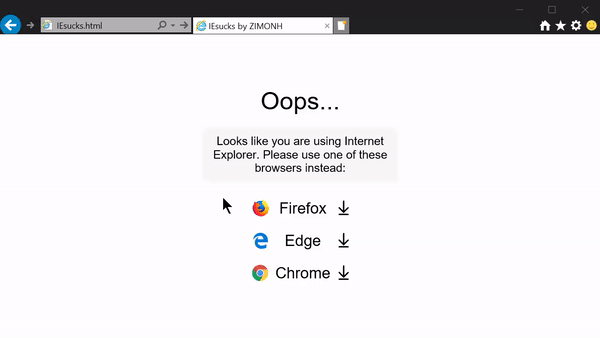 IEsucks.html
IEsucks by ZIMONH
Oops...
Looks like you are using Internet
Explorer. Please use one of these
browsers instead:
Firefox
Edge
Chrome